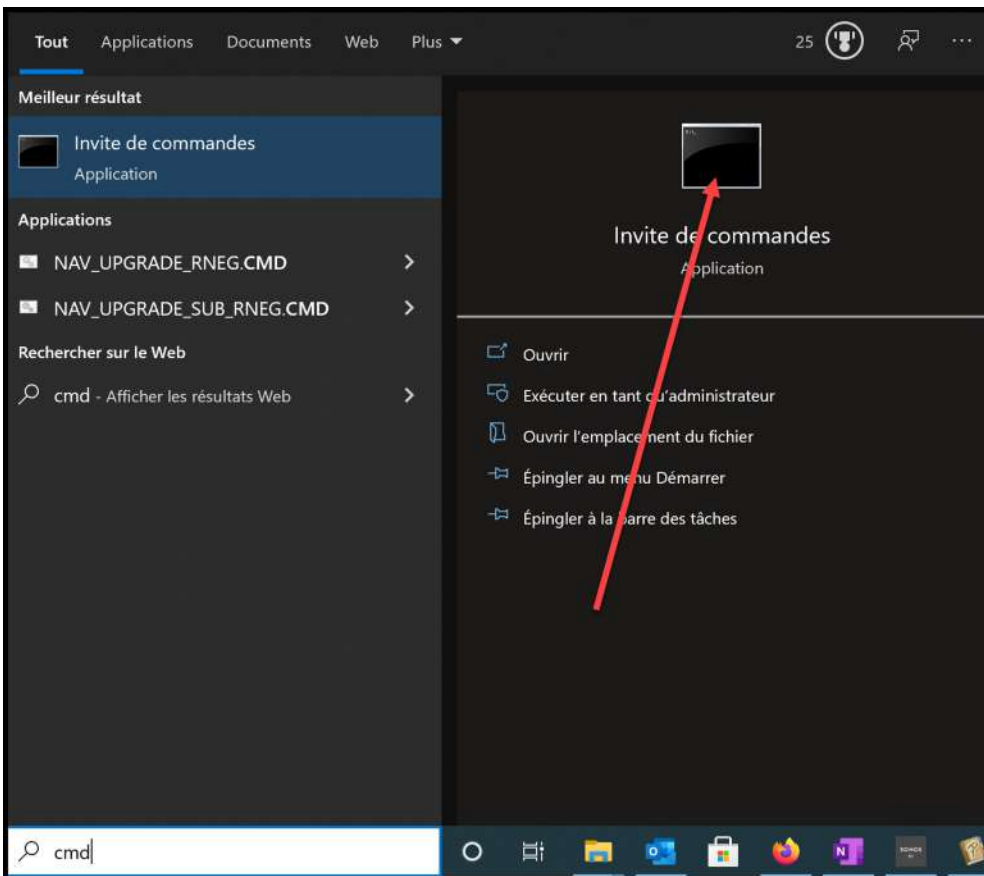 Tout Applications Documents Web Plus 25
Meilleur résultat
Invite de commandes
Application
Applications
NAV_UPGRADE_RNEG.CMD
NAV_UPGRADE_SUB_RNEG.CMD
Rechercher sur le Web
cmd - Afficher les résultats Web
Invite de commandes
Application
Ouvrir
Exécuter en tant qu'administrateur
Ouvrir l'emplacement du fichier
Épingler au menu Démarrer
Épingler à la barre des tâches
cmd
SONOS